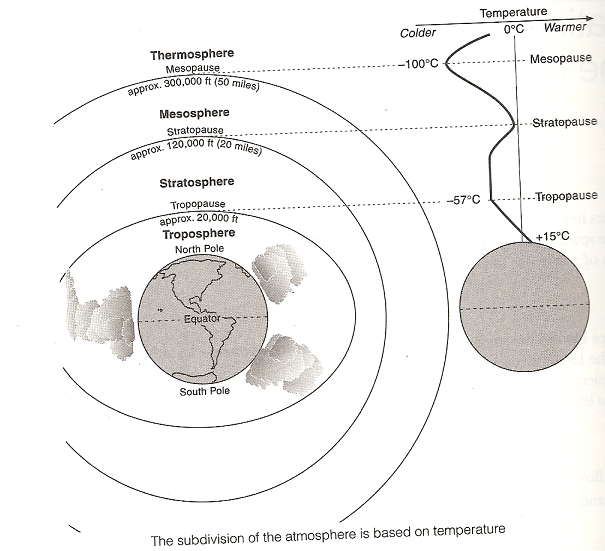 Temperature
Colder 0°C Warmer
Thermosphere
Mesopause
approx. 300,000 ft (50 miles)
–100°C
Mesopause
Mesosphere
Stratopause
approx. 120,000 ft (20 miles)
Stratopause
Stratosphere
Tropopause
approx. 20,000 ft
–57°C
Tropopause
Troposphere
North Pole
+15°C
Equator
South Pole
The subdivision of the atmosphere is based on temperature